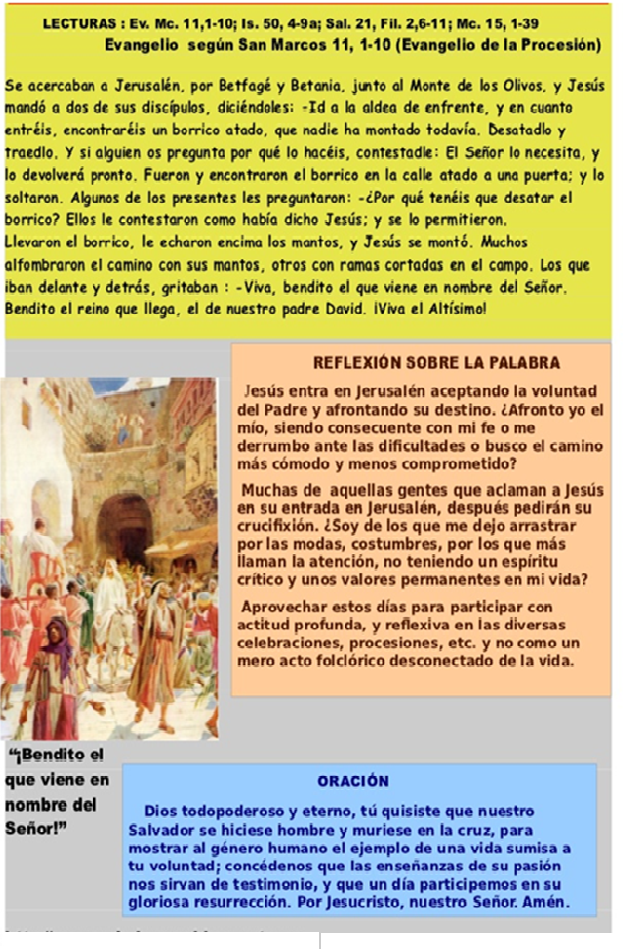 LECTURAS : Ev. Mc. 11,1-10; Is. 50, 4-9a; Sal. 21, Fil. 2,6-11; Mc. 15, 1-39
Evangelio según San Marcos 11, 1-10 (Evangelio de la Procesión)
Se acercaban a Jerusalén, por Betfagé y Betania, junto al Monte de los Olivos, y Jesús
mandó a dos de sus discípulos, diciéndoles: -Id a la aldea de enfrente, y en cuanto
entréis, encontraréis un borrico atado, que nadie ha montado todavía. Desatadlo y
traedlo. Y si alguien os pregunta por qué lo hacéis, contestadle: El Señor lo necesita, y
lo devolverá pronto. Fueron y encontraron el borrico en la calle atado a una puerta; y lo
soltaron. Algunos de los presentes les preguntaron: -¿Por qué tenéis que desatar el
borrico? Ellos le contestaron como había dicho Jesús; y se lo permitieron.
Llevaron el borrico, le echaron encima los mantos, y Jesús se montó. Muchos
alfombraron el camino con sus mantos, otros con ramas cortadas en el campo. Los que
iban delante y detrás, gritaban : -Viva, bendito el que viene en nombre del Señor.
Bendito el reino que llega, el de nuestro padre David. ¡Viva el Altísimo!
REFLEXIÓN SOBRE LA PALABRA
Jesús entra en Jerusalén aceptando la voluntad
del Padre y afrontando su destino. ¿Afronto yo el
mío, siendo consecuente con mi fe o me
derrumbo ante las dificultades o busco el camino
más cómodo y menos comprometido?
Muchas de aquellas gentes que aclaman a Jesús
en su entrada en Jerusalén, después pedirán su
crucifixión. ¿Soy de los que me dejo arrastrar
por las modas, costumbres, por los que más
llaman la atención, no teniendo un espíritu
crítico y unos valores permanentes en mi vida?
Aprovechar estos días para participar con
actitud profunda, y reflexiva en las diversas
celebraciones, procesiones, etc. y no como un
mero acto folclórico desconectado de la vida.
“¡Bendito el
que viene en
nombre del
Señor!”
ORACIÓN
Dios todopoderoso y eterno, tú quisiste que nuestro
Salvador se hiciese hombre y muriese en la cruz, para
mostrar al género humano el ejemplo de una vida sumisa a
tu voluntad; concédenos que las enseñanzas de su pasión
nos sirvan de testimonio, y que un día participemos en su
gloriosa resurrección. Por Jesucristo, nuestro Señor. Amén.